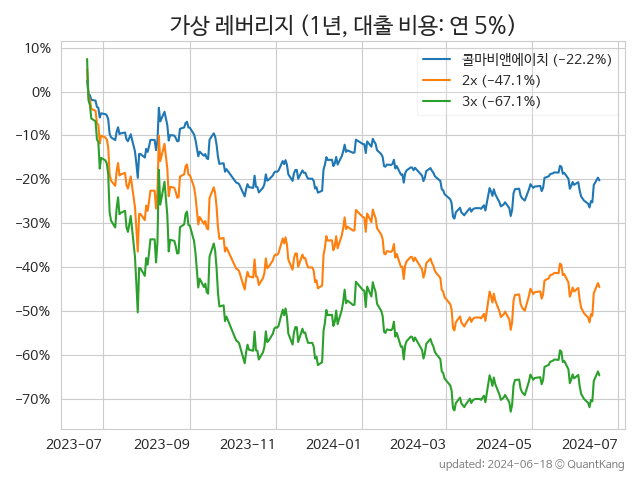 가상 레버리지 (1년, 대출 비용: 연 5%)
콜마비앤에이치 (-22.2%)
2x (-47.1%)
3x (-67.1%)
10%
0%
-10%
-20%
-30%
-40%
-50%
-60%
-70%
2023-07 2023-09 2023-11 2024-01 2024-03 2024-05 2024-07
updated: 2024-06-18 © QuantKang